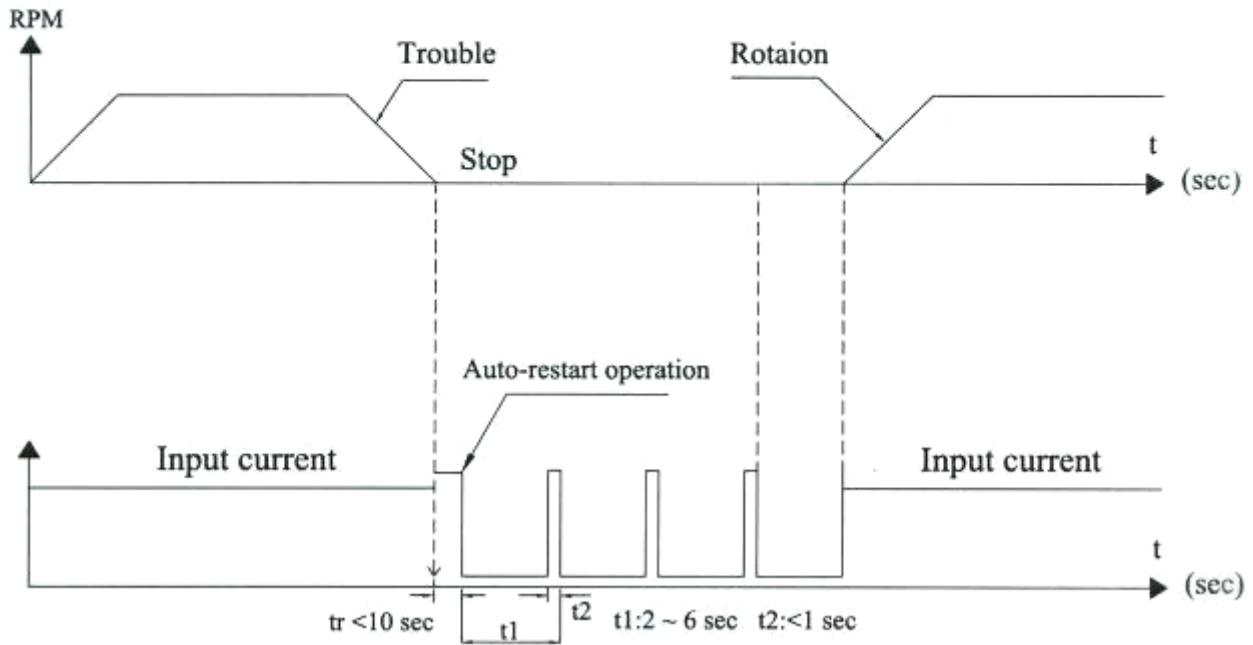 RPM
Trouble
Rotaion
Stop
t
(sec)
Auto-restart operation
Input current
Input current
t
(sec)
tr <10 sec
t1
t2
t1:2 ~ 6 sec
t2:<1 sec